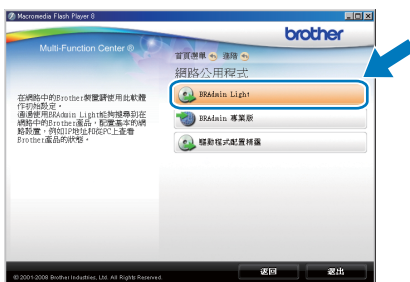 Macromedia Flash Player 8
brother
Multi-Function Center ®
首頁選單 進階
網路公用程式
BRAdmin Light
在網絡中的Brother裝置請使用此軟體
作初始設定。
通過使用BRAdmin Light能夠搜尋到在
網絡中的Brother產品，配置基本的網
路設置，例如IP地址和從PC上查看
Brother產品的狀態。
BRAdmin 專業版
驅動程式配置精靈
© 2001-2008 Brother Industries, Ltd. All Rights Reserved.
返回
退出